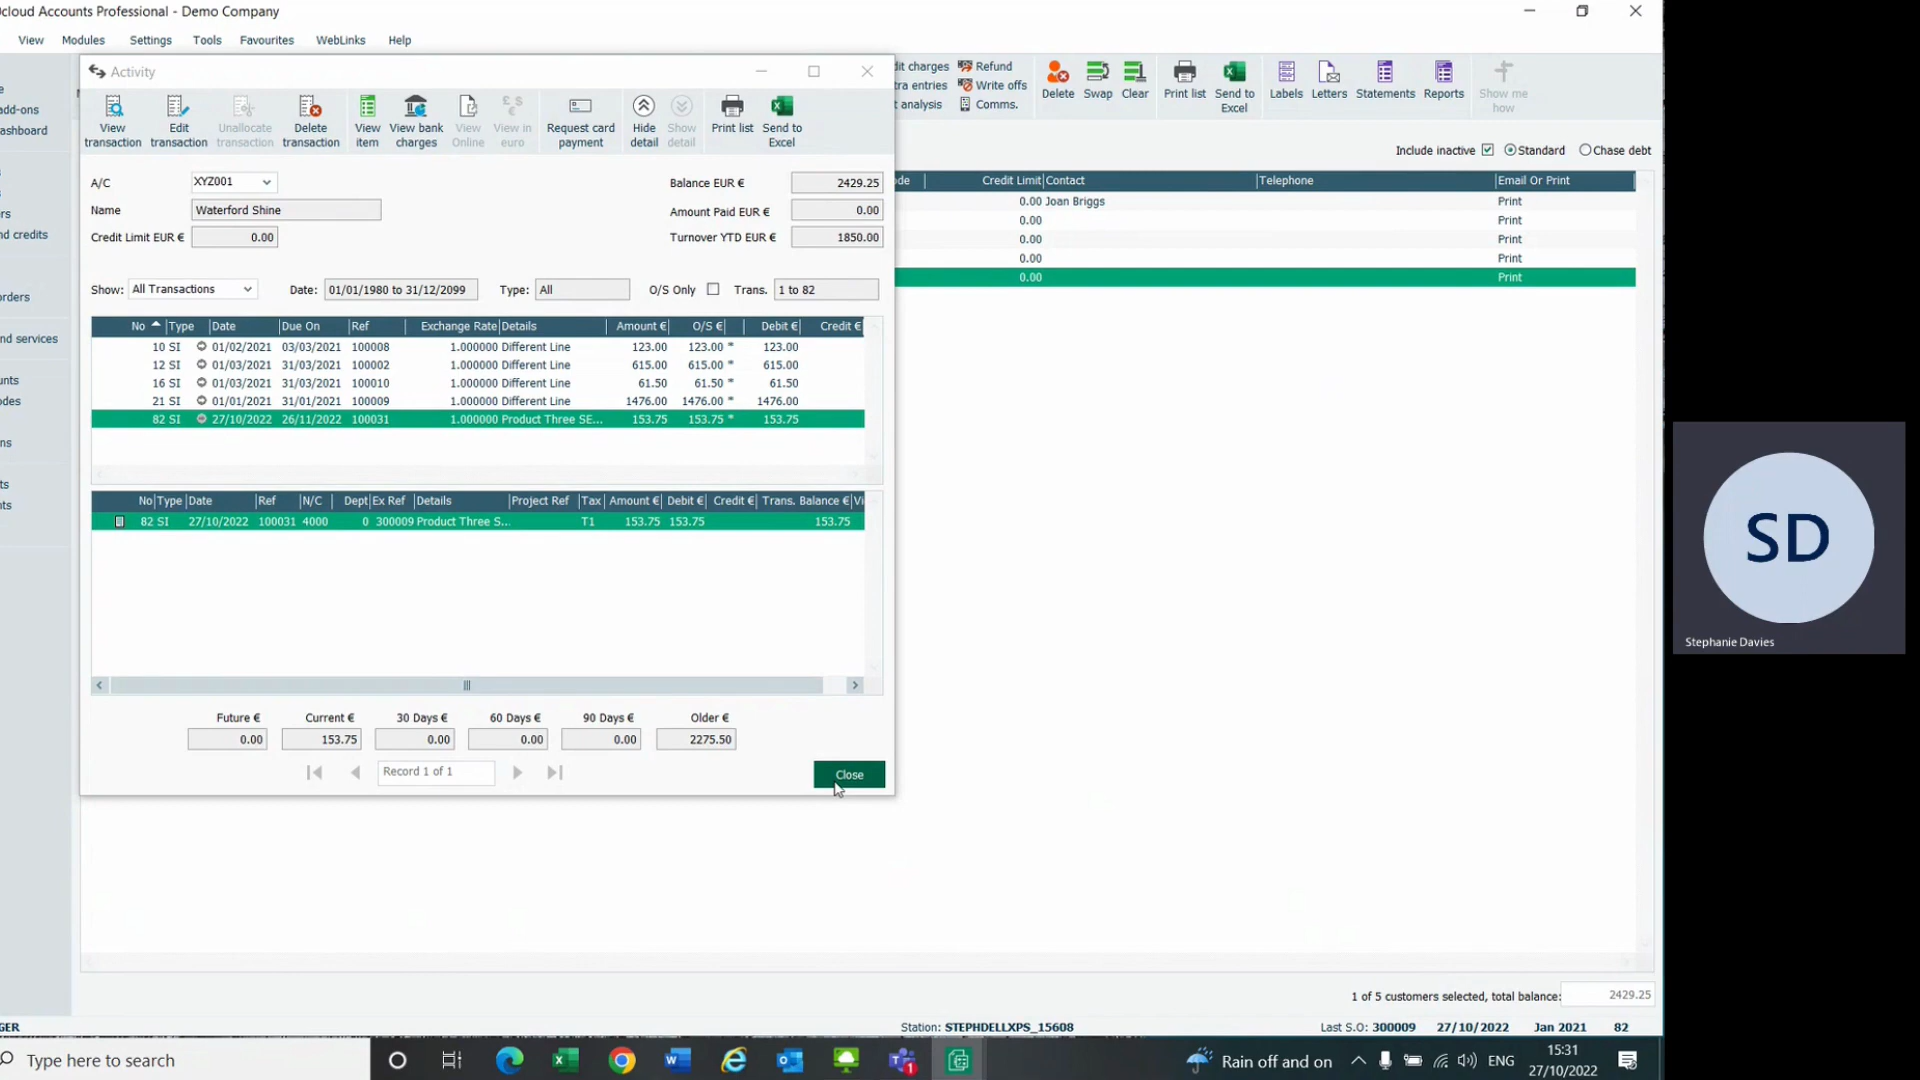 cloud Accounts Professional - Demo Company
View Modules Settings Tools Favourites WebLinks Help
Activity
View transaction
Edit transaction
Unallocate transaction
Delete transaction
View item
View bank charges
View Online
View in euro
Request card payment
Hide detail
Show detail
Print list
Send to Excel
dit charges
Refund
tra entries
Write offs
t analysis
Comms.
Delete
Swap
Clear
Print list
Send to Excel
Labels
Letters
Statements
Reports
Show me how
e
add-ons
ashboard
s
s
rs
nd credits
orders
nd services
unts
odes
ns
ts
nts
GER
A/C XYZ001
Name Waterford Shine
Credit Limit EUR € 0.00
Balance EUR € 2429.25
Amount Paid EUR € 0.00
Turnover YTD EUR € 1850.00
Show: All Transactions Date: 01/01/1980 to 31/12/2099 Type: All O/S Only Trans. 1 to 82
No Type Date Due On Ref Exchange Rate Details Amount € O/S € Debit € Credit €
10 SI 01/02/2021 03/03/2021 100008 1.000000 Different Line 123.00 123.00 * 123.00
12 SI 01/03/2021 31/03/2021 100002 1.000000 Different Line 615.00 615.00 * 615.00
16 SI 01/03/2021 31/03/2021 100010 1.000000 Different Line 61.50 61.50 * 61.50
21 SI 01/01/2021 31/01/2021 100009 1.000000 Different Line 1476.00 1476.00 * 1476.00
82 SI 27/10/2022 26/11/2022 100031 1.000000 Product Three SE... 153.75 153.75 * 153.75
No Type Date Ref N/C Dept Ex Ref Details Project Ref Tax Amount € Debit € Credit € Trans. Balance € Vi
82 SI 27/10/2022 100031 4000 0 300009 Product Three S... T1 153.75 153.75 153.75
Future € Current € 30 Days € 60 Days € 90 Days € Older €
0.00 153.75 0.00 0.00 0.00 2275.50
Record 1 of 1
Close
Include inactive Standard Chase debt
de Credit Limit Contact Telephone Email Or Print
0.00 Joan Briggs Print
0.00 Print
0.00 Print
0.00 Print
0.00 Print
SD
Stephanie Davies
1 of 5 customers selected, total balance: 2429.25
Station: STEPHDELLXPS_15608 Last S.O: 300009 27/10/2022 Jan 2021 82
Type here to search
Rain off and on
ENG
15:31
27/10/2022